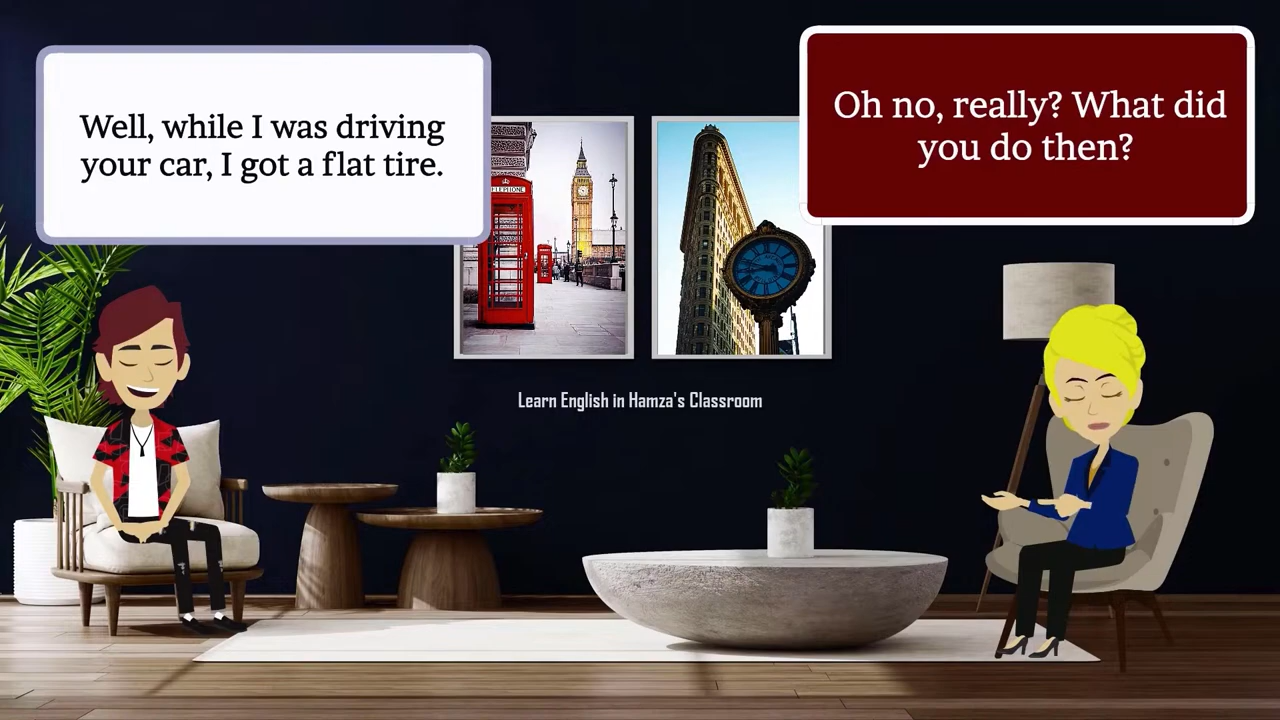 Well, while I was driving
your car, I got a flat tire.
Oh no, really? What did
you do then?
TELEPHONE
Learn English in Hamza's Classroom